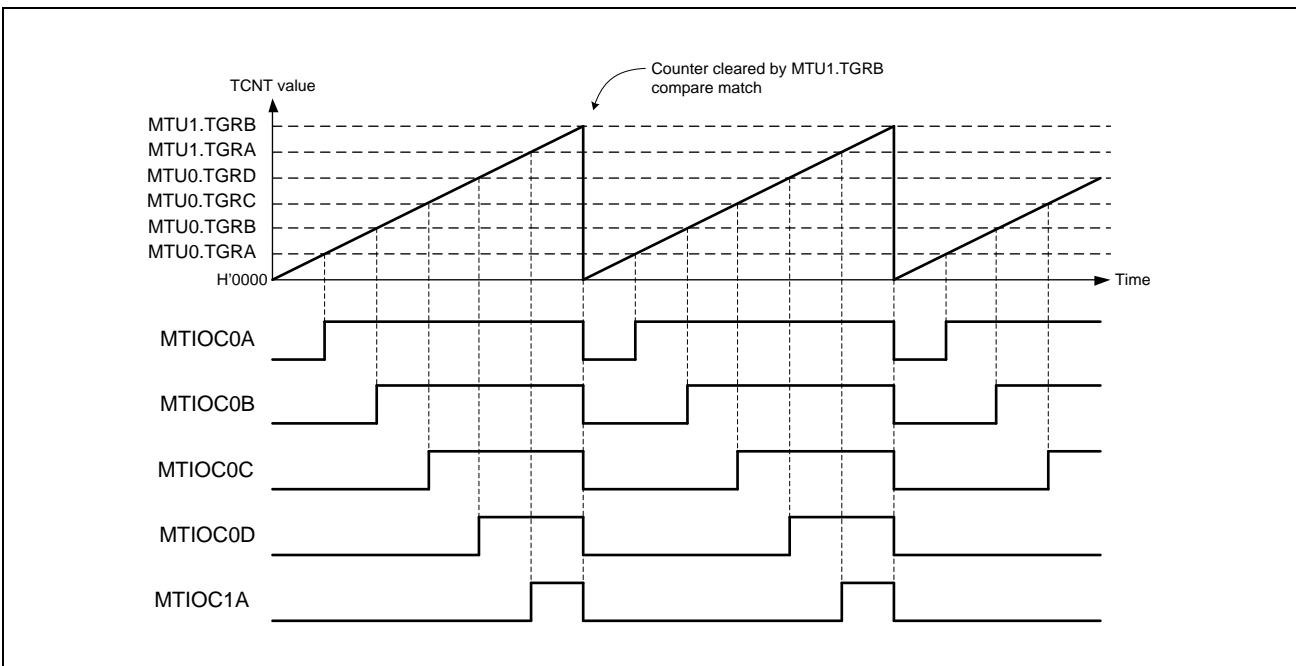 Counter cleared by MTU1.TGRB
compare match
TCNT value
MTU1.TGRB
MTU1.TGRA
MTU0.TGRD
MTU0.TGRC
MTU0.TGRB
MTU0.TGRA
H'0000
Time
MTIOC0A
MTIOC0B
MTIOC0C
MTIOC0D
MTIOC1A